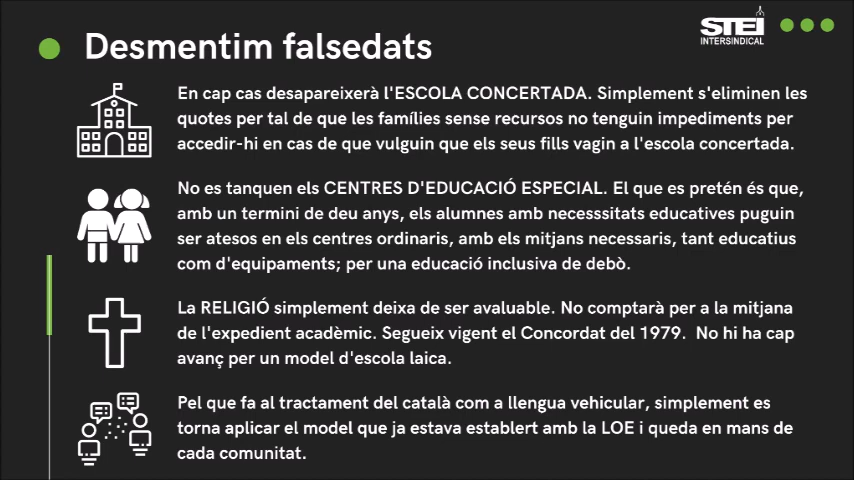 STEI
INTERSINDICAL
Desmentim falsedats
En cap cas desapareixerà l'ESCOLA CONCERTADA. Simplement s'eliminen les
quotes per tal de que les famílies sense recursos no tenguin impediments per
accedir-hi en cas de que vulguin que els seus fills vagin a l'escola concertada.
No es tanquen els CENTRES D'EDUCACIÓ ESPECIAL. El que es pretén és que,
amb un termini de deu anys, els alumnes amb necesssitats educatives puguin
ser atesos en els centres ordinaris, amb els mitjans necessaris, tant educatius
com d'equipaments; per una educació inclusiva de debò.
La RELIGIÓ simplement deixa de ser avaluable. No comptarà per a la mitjana
de l'expedient acadèmic. Segueix vigent el Concordat del 1979. No hi ha cap
avanç per un model d'escola laica.
Pel que fa al tractament del català com a llengua vehicular, simplement es
torna aplicar el model que ja estava establert amb la LOE i queda en mans de
cada comunitat.